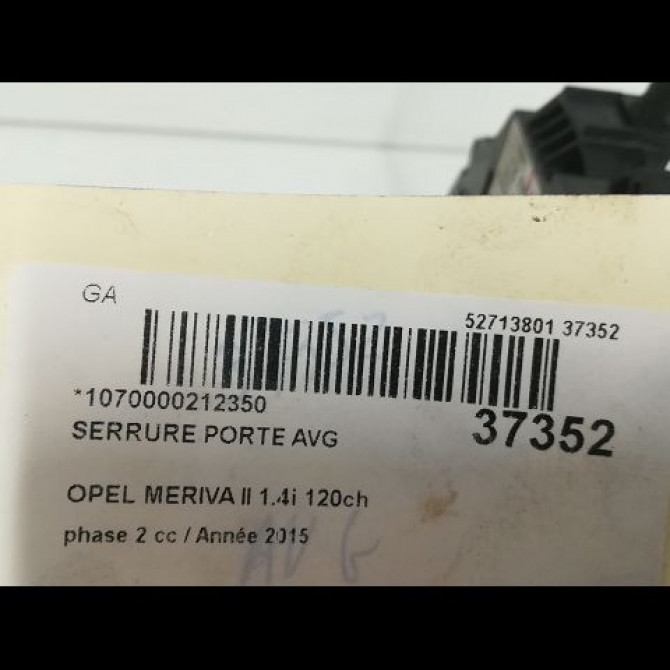 GA
52713801 37352
*1070000212350
37352
SERRURE PORTE AVG
OPEL MERIVA II 1.4i 120ch
phase 2 cc / Année 2015
AVG